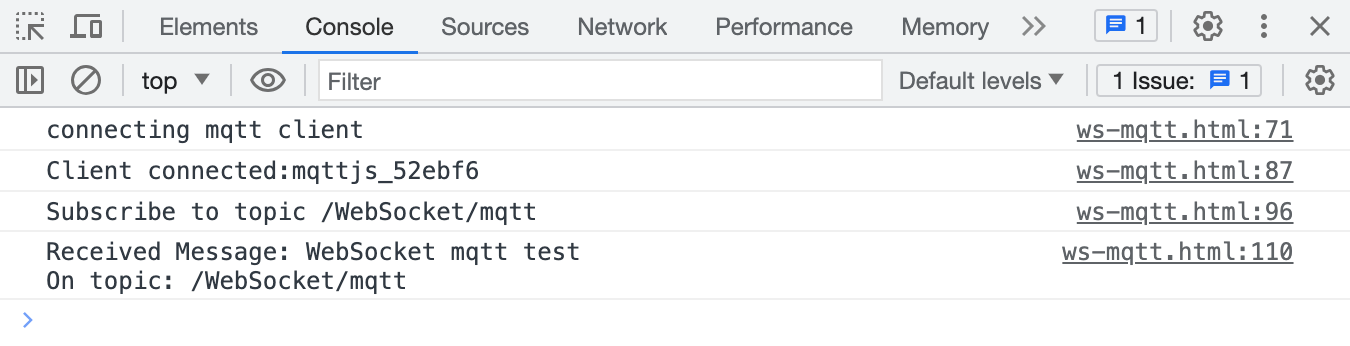 Elements Console Sources Network Performance Memory 1
top Filter Default levels 1 Issue: 1
connecting mqtt client ws-mqtt.html:71
Client connected:mqttjs_52ebf6 ws-mqtt.html:87
Subscribe to topic /WebSocket/mqtt ws-mqtt.html:96
Received Message: WebSocket mqtt test ws-mqtt.html:110
On topic: /WebSocket/mqtt